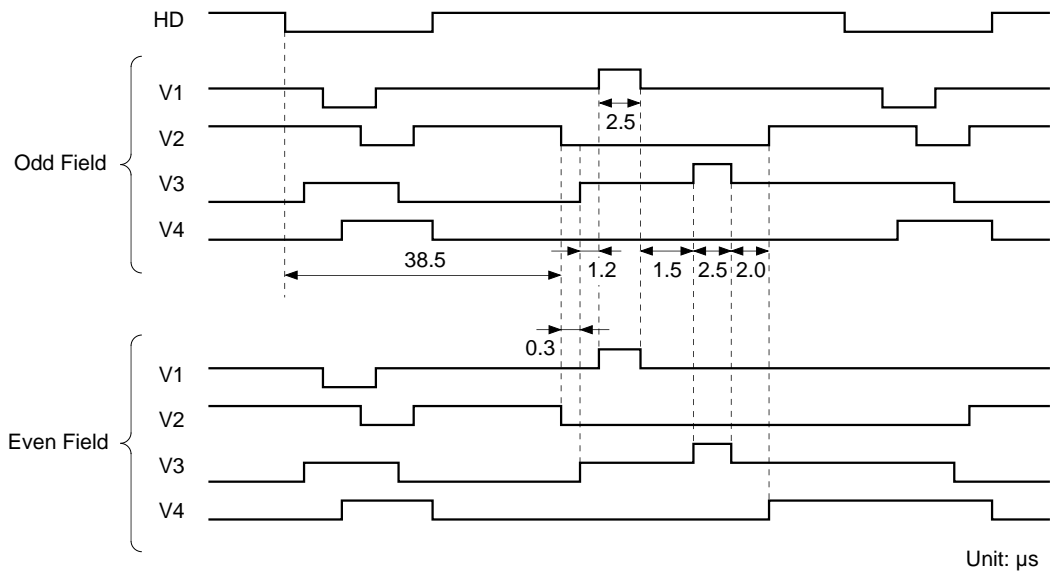 HD
V1
2.5
V2
Odd Field
V3
V4
38.5 1.2 1.5 2.5 2.0
0.3
V1
V2
Even Field
V3
V4
Unit: μs